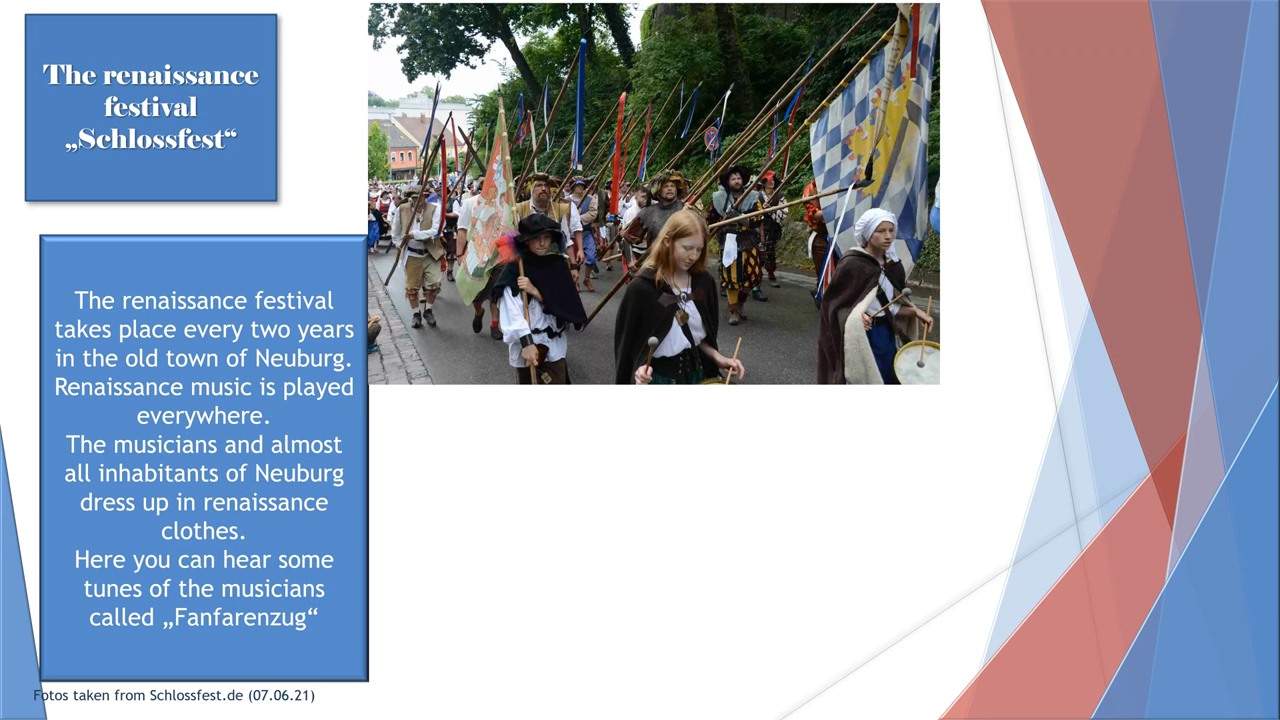 The renaissance
festival
„Schlossfest“
The renaissance festival
takes place every two years
in the old town of Neuburg.
Renaissance music is played
everywhere.
The musicians and almost
all inhabitants of Neuburg
dress up in renaissance
clothes.
Here you can hear some
tunes of the musicians
called „Fanfarenzug“
Fotos taken from Schlossfest.de (07.06.21)